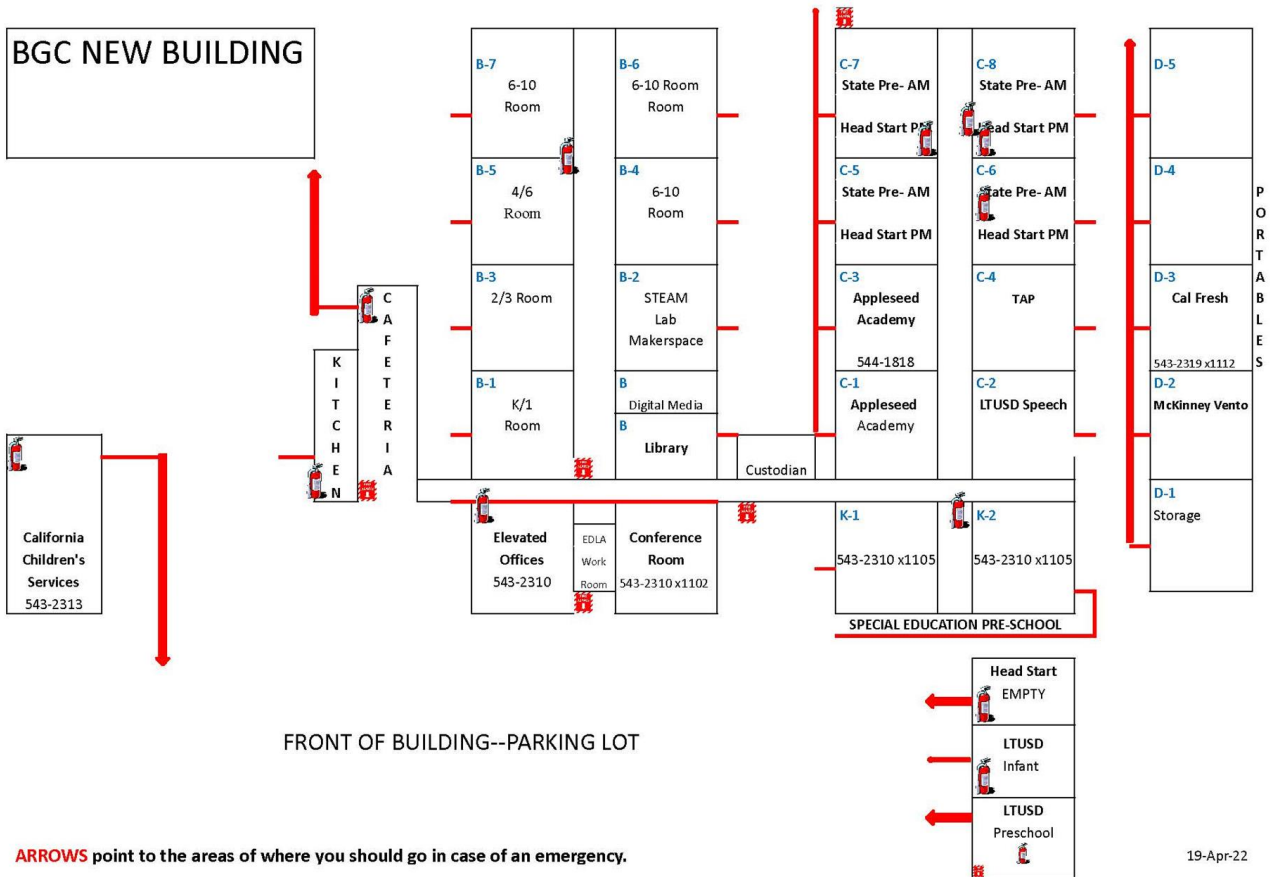 BGC NEW BUILDING
B-7
6-10
Room
B-6
6-10 Room
Room
B-5
4/6
Room
B-4
6-10
Room
B-3
2/3 Room
B-2
STEAM
Lab
Makerspace
B-1
K/1
Room
B
Digital Media
B
Library
Custodian
C-7
State Pre- AM
Head Start PM
C-8
State Pre- AM
Head Start PM
C-5
State Pre- AM
Head Start PM
C-6
State Pre- AM
Head Start PM
C-3
Appleseed
Academy
544-1818
C-4
TAP
C-1
Appleseed
Academy
C-2
LTUSD Speech
D-5
D-4
D-3
Cal Fresh
543-2319 x1112
D-2
McKinney Vento
D-1
Storage
PORTABLES
CAFETERIA
KITCHEN
California
Children's
Services
543-2313
Elevated
Offices
543-2310
EDLA
Work
Room
Conference
Room
543-2310 x1102
K-1
543-2310 x1105
K-2
543-2310 x1105
SPECIAL EDUCATION PRE-SCHOOL
Head Start
EMPTY
LTUSD
Infant
LTUSD
Preschool
FRONT OF BUILDING--PARKING LOT
ARROWS point to the areas of where you should go in case of an emergency.
19-Apr-22